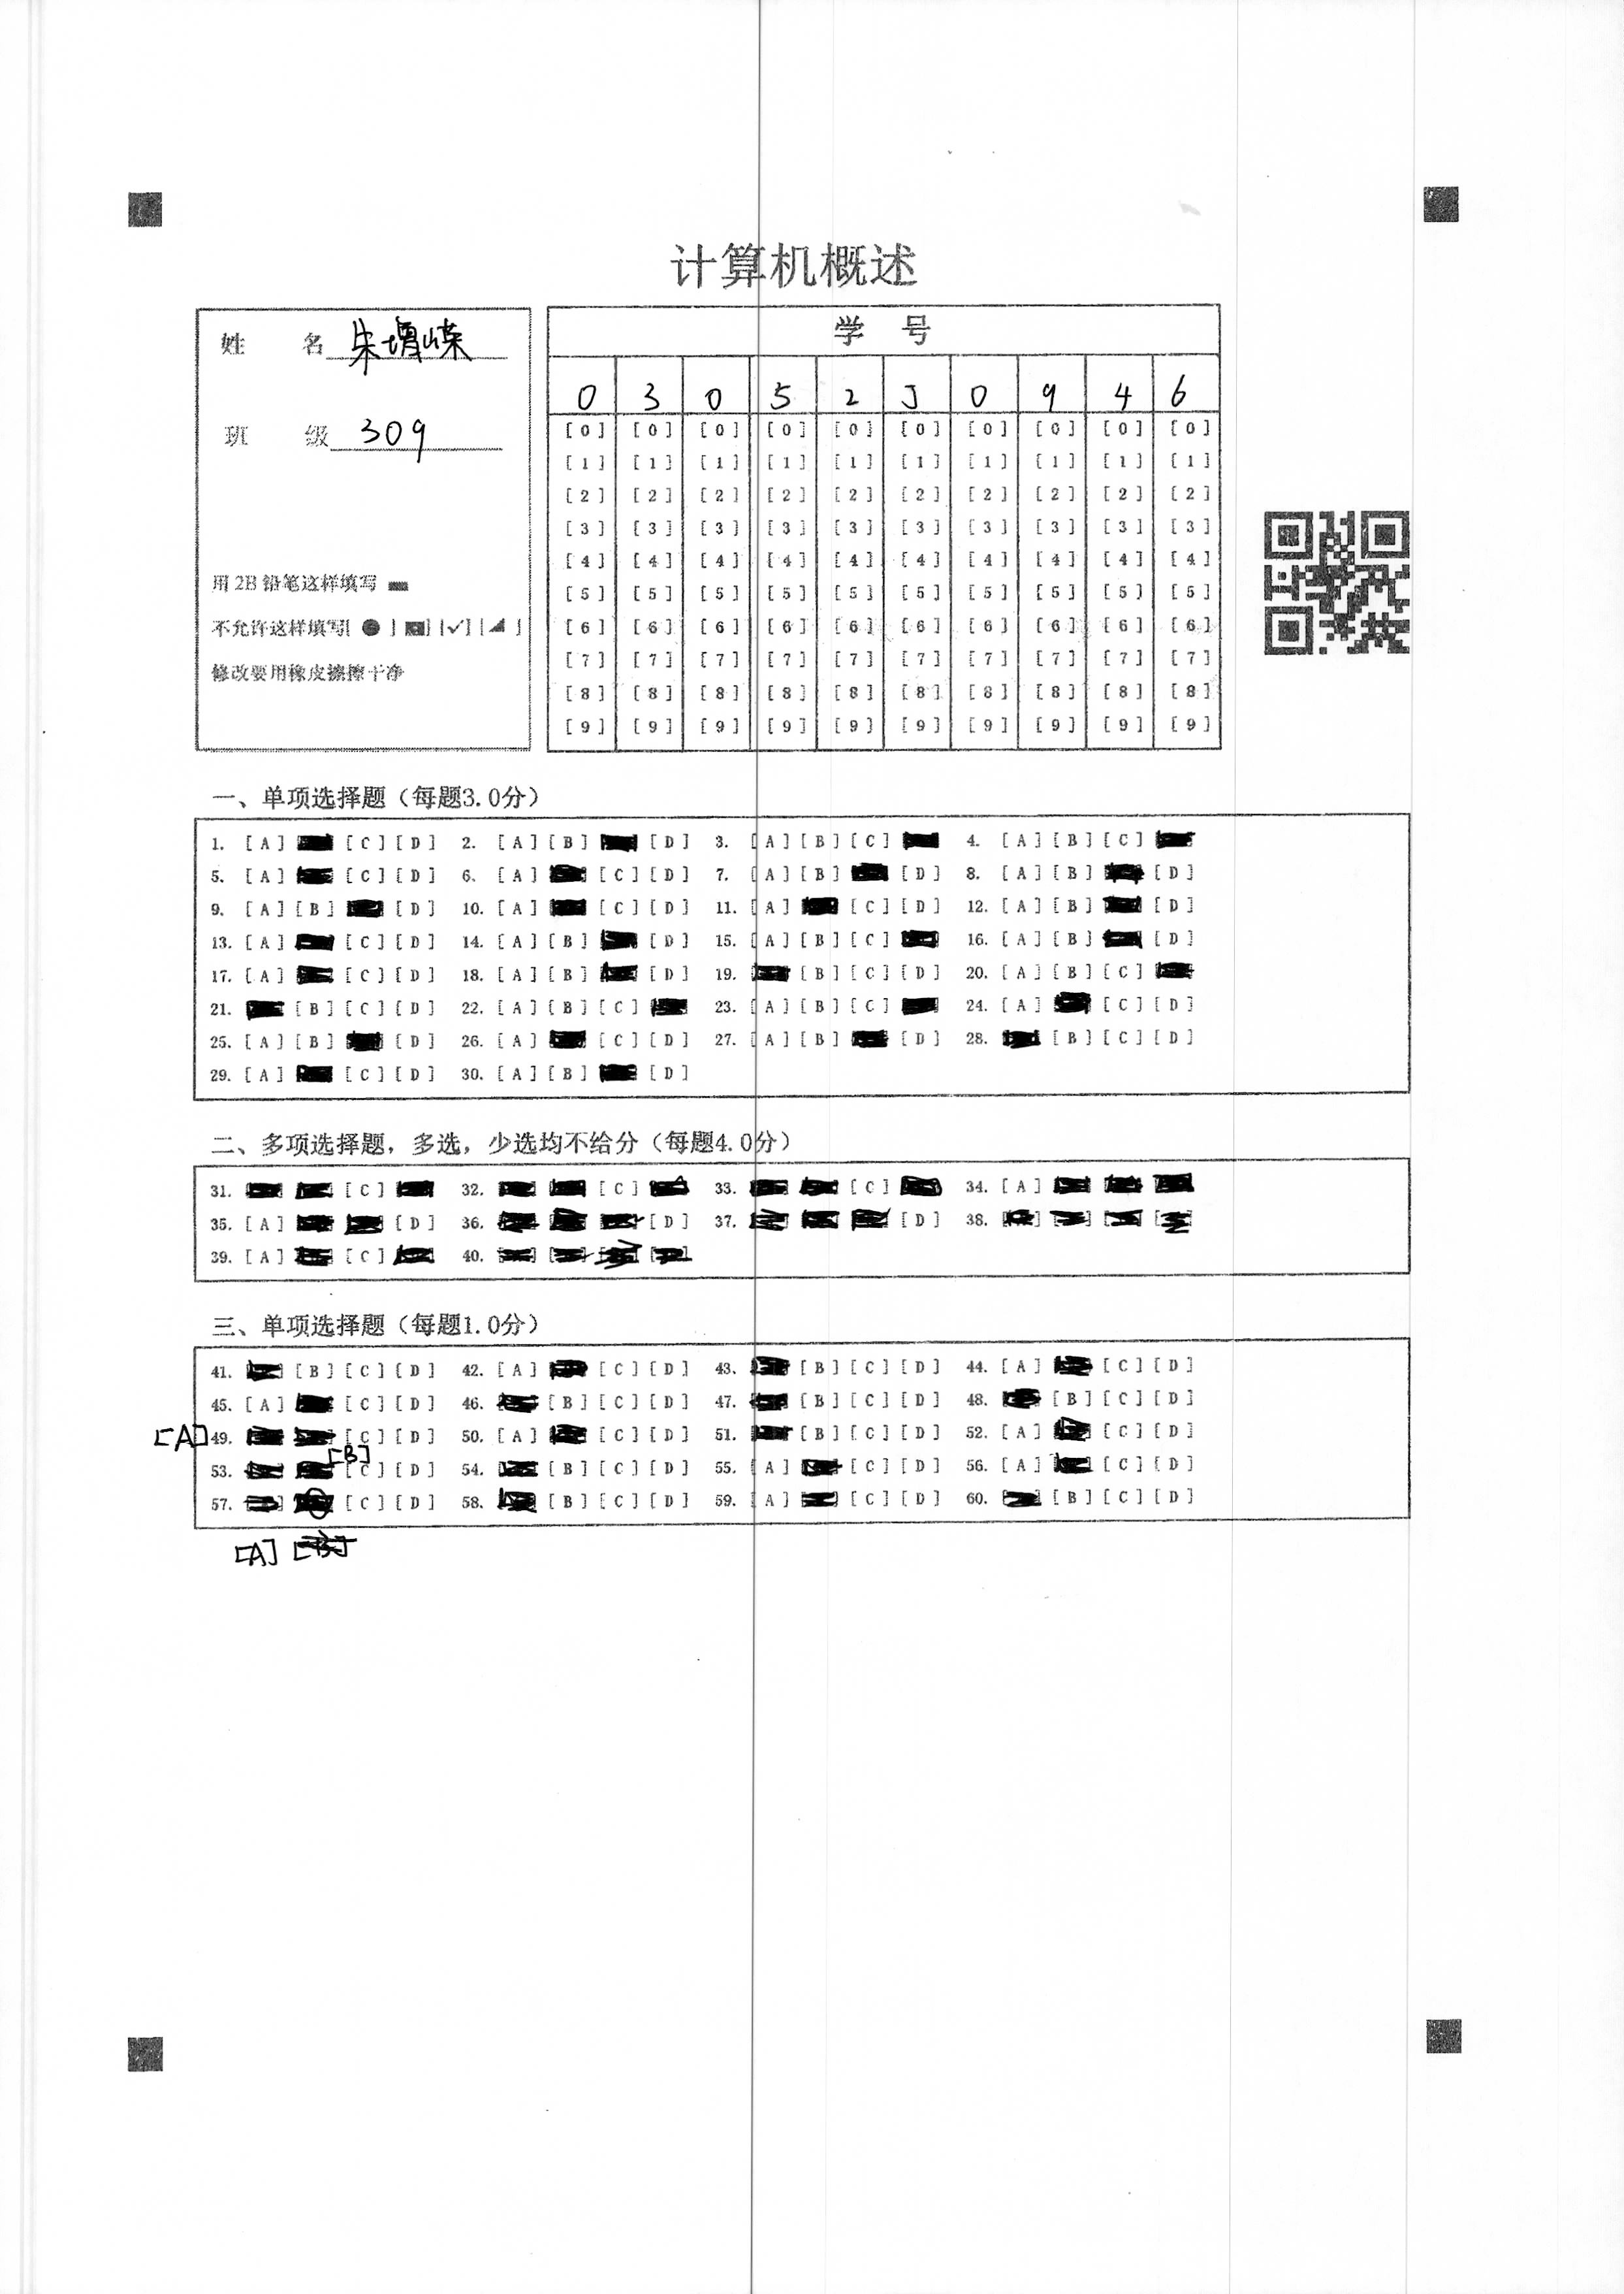 计算机概述
姓 名 朱增嵘
班 级 309
用2B铅笔这样填写
不允许这样填写[ ● ] [ ] [✓] [◢ ]
修改要用橡皮擦擦干净
学 号
0 3 0 5 2 J 0 9 4 6
[0] [0] [0] [0] [0] [0] [0] [0] [0] [0]
[1] [1] [1] [1] [1] [1] [1] [1] [1] [1]
[2] [2] [2] [2] [2] [2] [2] [2] [2] [2]
[3] [3] [3] [3] [3] [3] [3] [3] [3] [3]
[4] [4] [4] [4] [4] [4] [4] [4] [4] [4]
[5] [5] [5] [5] [5] [5] [5] [5] [5] [5]
[6] [6] [6] [6] [6] [6] [6] [6] [6] [6]
[7] [7] [7] [7] [7] [7] [7] [7] [7] [7]
[8] [8] [8] [8] [8] [8] [8] [8] [8] [8]
[9] [9] [9] [9] [9] [9] [9] [9] [9] [9]
一、单项选择题（每题3.0分）
1. [A] [C] [D] 2. [A] [B] [D] 3. [A] [B] [C] 4. [A] [B] [C]
5. [A] [C] [D] 6. [A] [C] [D] 7. [A] [B] [D] 8. [A] [B] [D]
9. [A] [B] [D] 10. [A] [C] [D] 11. [A] [C] [D] 12. [A] [B] [D]
13. [A] [C] [D] 14. [A] [B] [D] 15. [A] [B] [C] 16. [A] [B] [D]
17. [A] [C] [D] 18. [A] [B] [D] 19. [B] [C] [D] 20. [A] [B] [C]
21. [B] [C] [D] 22. [A] [B] [C] 23. [A] [B] [C] 24. [A] [C] [D]
25. [A] [B] [D] 26. [A] [C] [D] 27. [A] [B] [D] 28. [B] [C] [D]
29. [A] [C] [D] 30. [A] [B] [D]
二、多项选择题，多选，少选均不给分（每题4.0分）
31. [C] 32. [C] 33. [C] 34. [A]
35. [A] [D] 36. [D] 37. [D] 38.
39. [A] [C] 40.
三、单项选择题（每题1.0分）
41. [B] [C] [D] 42. [A] [C] [D] 43. [B] [C] [D] 44. [A] [C] [D]
45. [A] [C] [D] 46. [B] [C] [D] 47. [B] [C] [D] 48. [B] [C] [D]
[A] 49. [C] [D] 50. [A] [C] [D] 51. [B] [C] [D] 52. [A] [C] [D]
53. [B] [C] [D] 54. [B] [C] [D] 55. [A] [C] [D] 56. [A] [C] [D]
57. [C] [D] 58. [B] [C] [D] 59. [A] [C] [D] 60. [B] [C] [D]
[A] [B]